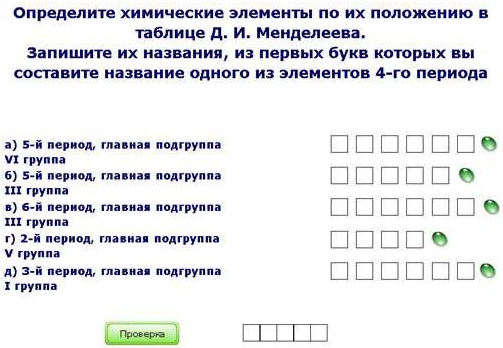 Определите химические элементы по их положению в
таблице Д. И. Менделеева.
Запишите их названия, из первых букв которых вы
составите название одного из элементов 4-го периода
а) 5-й период, главная подгруппа
VI группа
б) 5-й период, главная подгруппа
III группа
в) 6-й период, главная подгруппа
III группа
г) 2-й период, главная подгруппа
V группа
д) 3-й период, главная подгруппа
I группа
Проверка